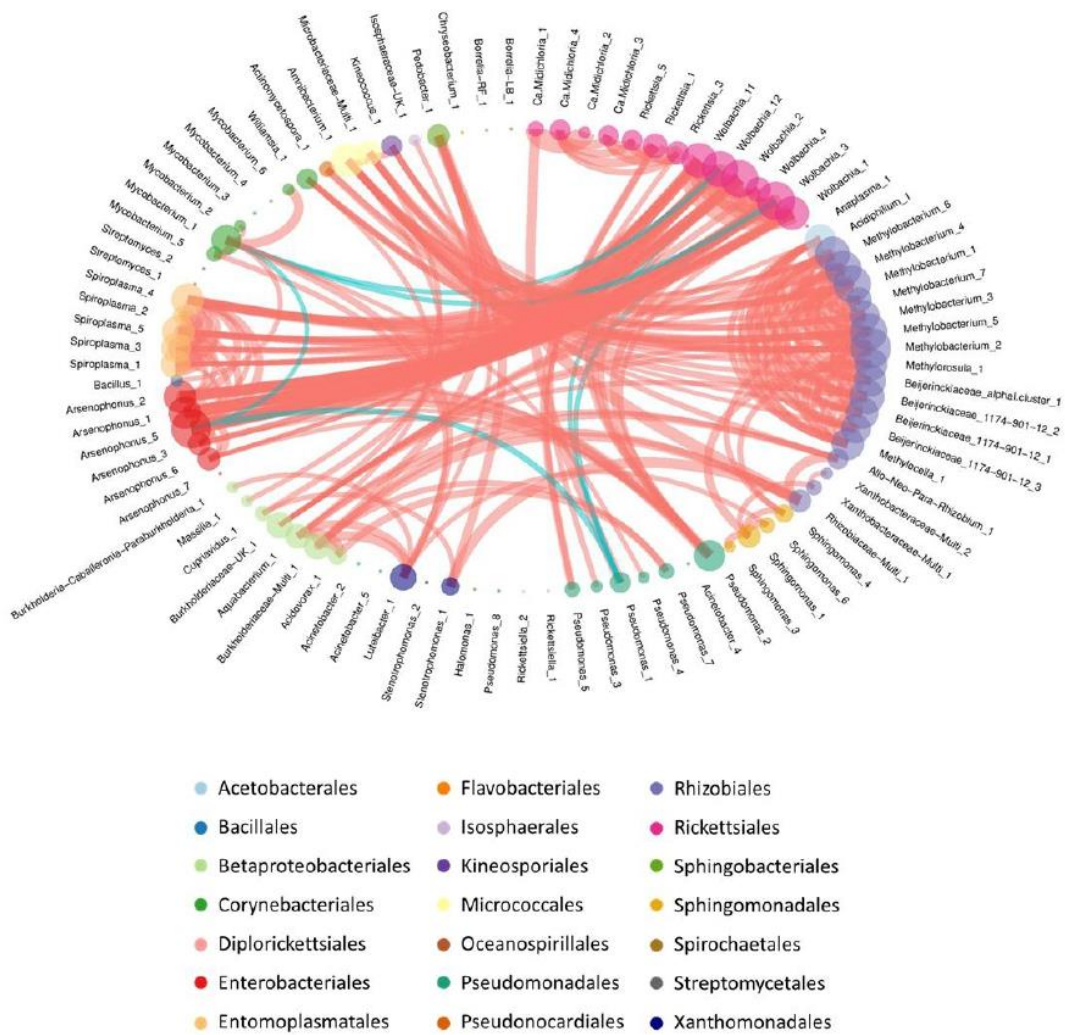 Ca.Midichloria_1
Ca.Midichloria_4
Ca.Midichloria_2
Ca.Midichloria_3
Rickettsia_5
Rickettsia_1
Rickettsia_3
Wolbachia_11
Wolbachia_12
Wolbachia_2
Wolbachia_4
Wolbachia_3
Wolbachia_1
Anaplasma_1
Acidiphilium_1
Methylobacterium_6
Methylobacterium_4
Methylobacterium_1
Methylobacterium_7
Methylobacterium_3
Methylobacterium_5
Methylobacterium_2
Methylorosula_1
Beijerinckiaceae_alphaI.cluster_1
Beijerinckiaceae_1174-901-12_2
Beijerinckiaceae_1174-901-12_1
Beijerinckiaceae_1174-901-12_3
Methylocella_1
Allo-Neo-Para-Rhizobium_1
Xanthobacteraceae-Multi_2
Xanthobacteraceae-Multi_1
Rhizobiaceae-Multi_1
Sphingomonas_4
Sphingomonas_6
Sphingomonas_1
Sphingomonas_3
Pseudomonas_2
Acinetobacter_4
Pseudomonas_7
Pseudomonas_4
Pseudomonas_1
Pseudomonas_3
Pseudomonas_5
Rickettsiella_1
Rickettsiella_2
Pseudomonas_8
Halomonas_1
Stenotrophomonas_1
Stenotrophomonas_2
Luteibacter_1
Acinetobacter_5
Acinetobacter_2
Acidovorax_1
Burkholderiaceae-Multi_1
Aquabacterium_1
Burkholderiaceae-UK_1
Cupriavidus_1
Massilia_1
Burkholderia-Caballeronia-Paraburkholderia_1
Arsenophonus_7
Arsenophonus_6
Arsenophonus_3
Arsenophonus_5
Arsenophonus_1
Arsenophonus_2
Bacillus_1
Spiroplasma_1
Spiroplasma_3
Spiroplasma_5
Spiroplasma_2
Spiroplasma_4
Streptomyces_1
Streptomyces_2
Mycobacterium_5
Mycobacterium_1
Mycobacterium_2
Mycobacterium_3
Mycobacterium_4
Mycobacterium_6
Williamsia_1
Actinomycetospora_1
Amnibacterium_1
Microbacteriaceae-Multi_1
Kineococcus_1
Isosphaeraceae-UK_1
Pedobacter_1
Chryseobacterium_1
Borrelia-RF_1
Borrelia-LB_1
Acetobacterales
Bacillales
Betaproteobacteriales
Corynebacteriales
Diplorickettsiales
Enterobacteriales
Entomoplasmatales
Flavobacteriales
Isosphaerales
Kineosporiales
Micrococcales
Oceanospirillales
Pseudomonadales
Pseudonocardiales
Rhizobiales
Rickettsiales
Sphingobacteriales
Sphingomonadales
Spirochaetales
Streptomycetales
Xanthomonadales